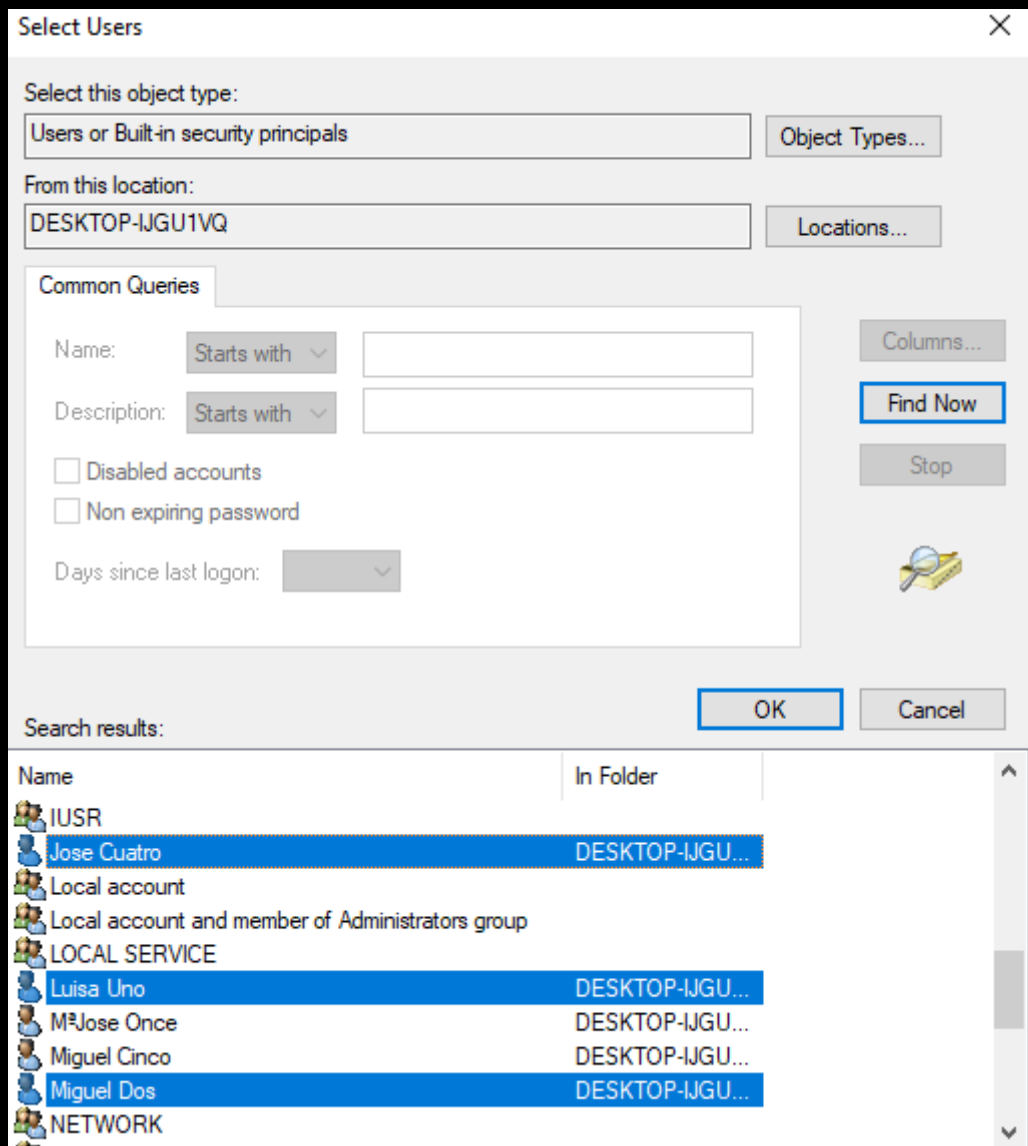 Select Users
Select this object type:
Users or Built-in security principals
Object Types...
From this location:
DESKTOP-IJGU1VQ
Locations...
Common Queries
Name: Starts with
Columns...
Description: Starts with
Find Now
Disabled accounts
Stop
Non expiring password
Days since last logon:
OK Cancel
Search results:
Name In Folder
IUSR
Jose Cuatro DESKTOP-IJGU...
Local account
Local account and member of Administrators group
LOCAL SERVICE
Luisa Uno DESKTOP-IJGU...
MªJose Once DESKTOP-IJGU...
Miguel Cinco DESKTOP-IJGU...
Miguel Dos DESKTOP-IJGU...
NETWORK